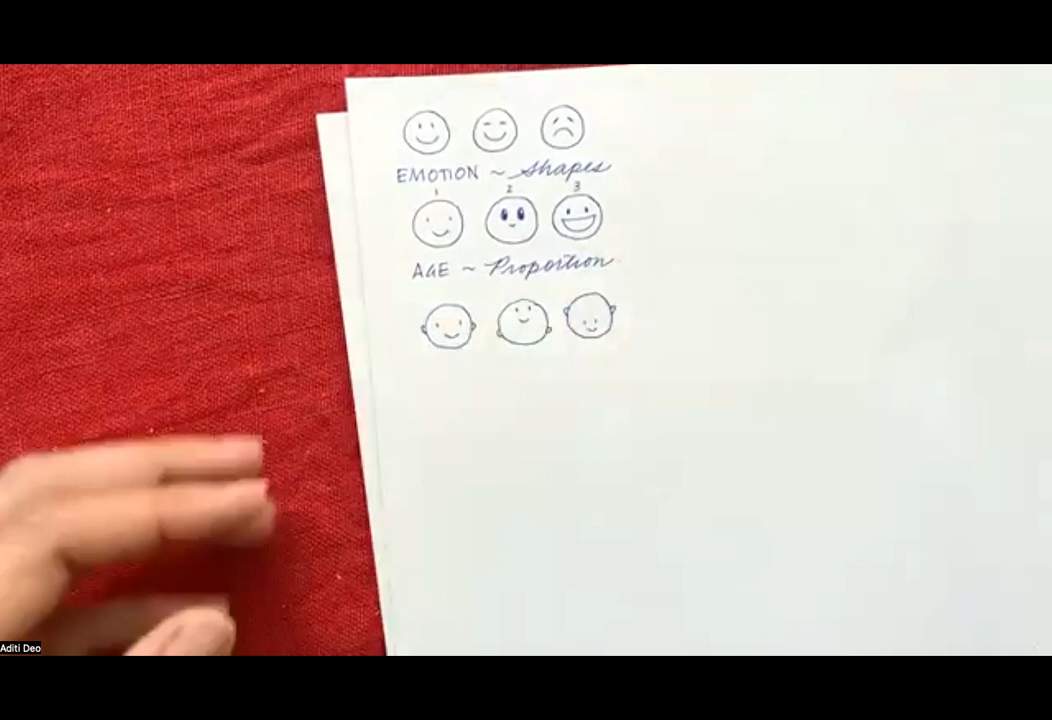 EMOTION ~ Shapes
1 2 3
AGE ~ Proportion
Aditi Deo